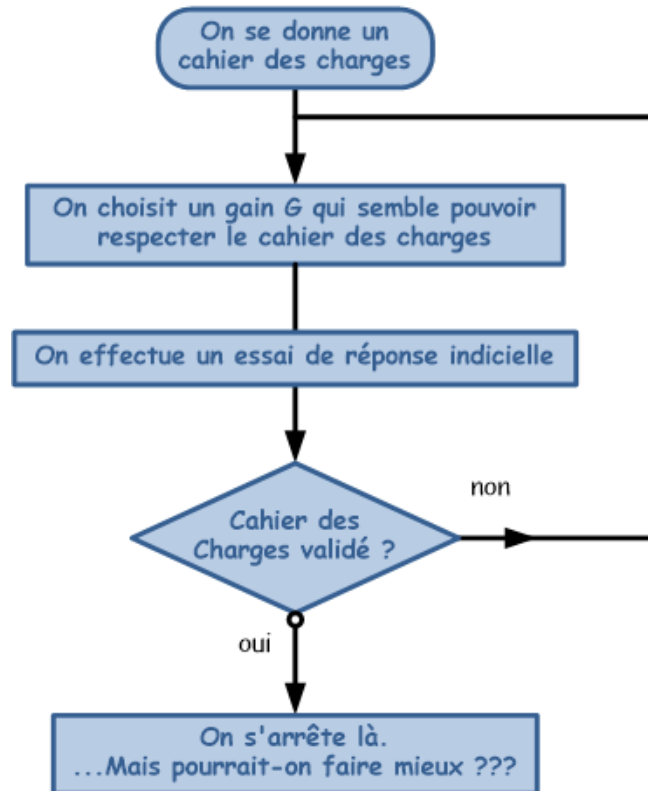 On se donne un
cahier des charges
On choisit un gain G qui semble pouvoir
respecter le cahier des charges
On effectue un essai de réponse indicielle
Cahier des
Charges validé ?
non
oui
On s'arrête là.
...Mais pourrait-on faire mieux ???